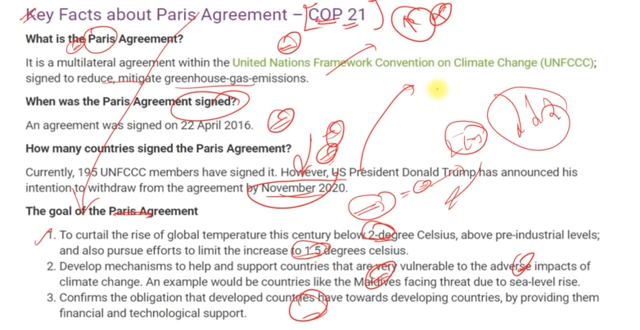 Key Facts about Paris Agreement – [COP 21]
What is the Paris Agreement?
It is a multilateral agreement within the United Nations Framework Convention on Climate Change (UNFCCC);
signed to reduce, mitigate greenhouse-gas-emissions.
When was the Paris Agreement signed?
An agreement was signed on 22 April 2016.
How many countries signed the Paris Agreement?
Currently, 195 UNFCCC members have signed it. However, US President Donald Trump has announced his
intention to withdraw from the agreement by November 2020.
The goal of the Paris Agreement
1. To curtail the rise of global temperature this century below 2-degree Celsius, above pre-industrial levels;
and also pursue efforts to limit the increase to 1.5 degrees celsius.
2. Develop mechanisms to help and support countries that are very vulnerable to the adverse impacts of
climate change. An example would be countries like the Maldives facing threat due to sea-level rise.
3. Confirms the obligation that developed countries have towards developing countries, by providing them
financial and technological support.